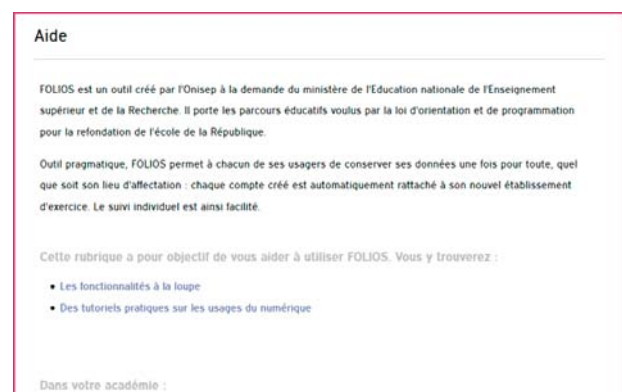 Aide
FOLIOS est un outil créé par l'Onisep à la demande du ministère de l'Education nationale de l'Enseignement
supérieur et de la Recherche. Il porte les parcours éducatifs voulus par la loi d'orientation et de programmation
pour la refondation de l'école de la République.
Outil pragmatique, FOLIOS permet à chacun de ses usagers de conserver ses données une fois pour toute, quel
que soit son lieu d'affectation : chaque compte créé est automatiquement rattaché à son nouvel établissement
d'exercice. Le suivi individuel est ainsi facilité.
Cette rubrique a pour objectif de vous aider à utiliser FOLIOS. Vous y trouverez :
• Les fonctionnalités à la loupe
• Des tutoriels pratiques sur les usages du numérique
Dans votre académie :